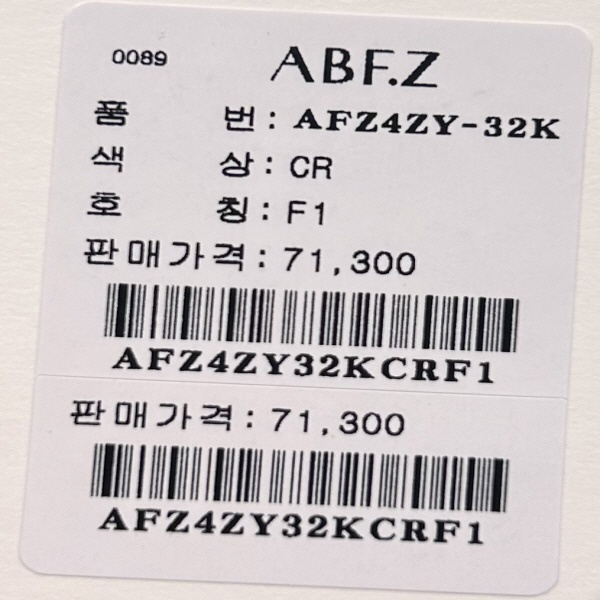 0089 ABF.Z
품 번 : AFZ4ZY-32K
색 상 : CR
호 칭 : F1
판매가격 : 71,300
AFZ4ZY32KCRF1
판매가격 : 71,300
AFZ4ZY32KCRF1